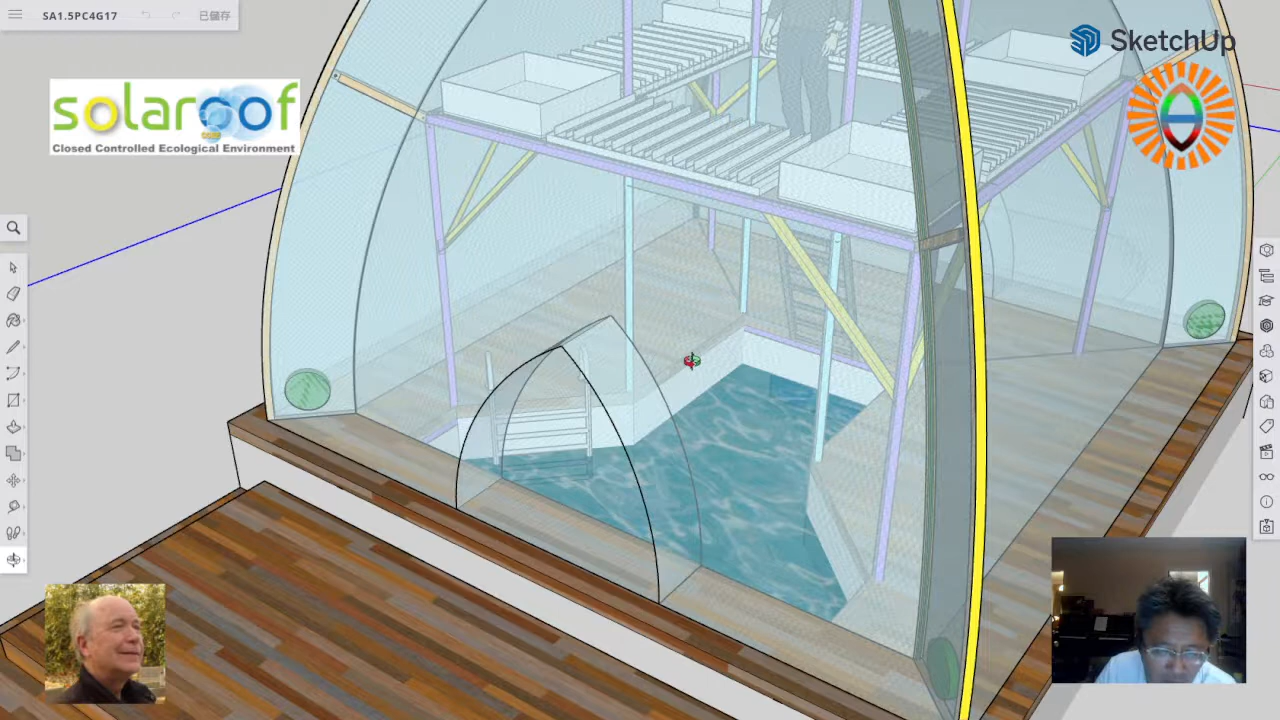 SA1.5PC4G17
已儲存
SketchUp
solaroof
Closed Controlled Ecological Environment